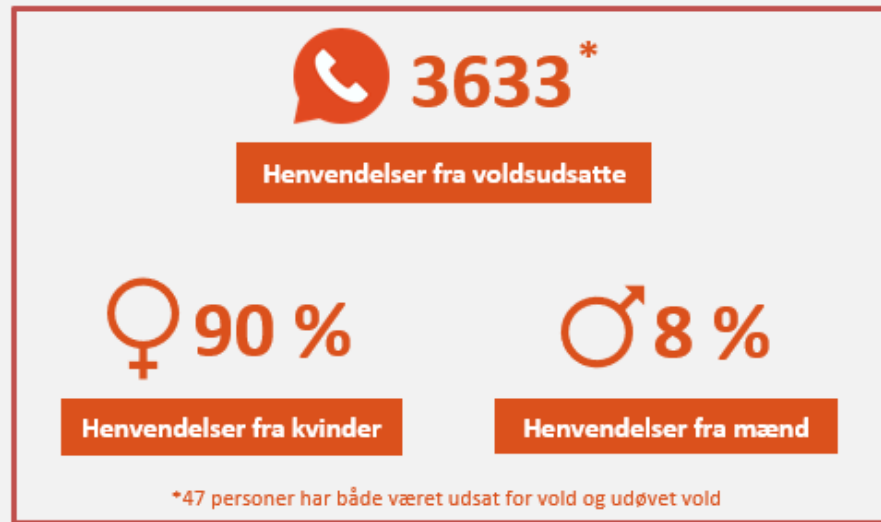 3633*
Henvendelser fra voldsudsatte
90 %
8 %
Henvendelser fra kvinder
Henvendelser fra mænd
*47 personer har både været udsat for vold og udøvet vold